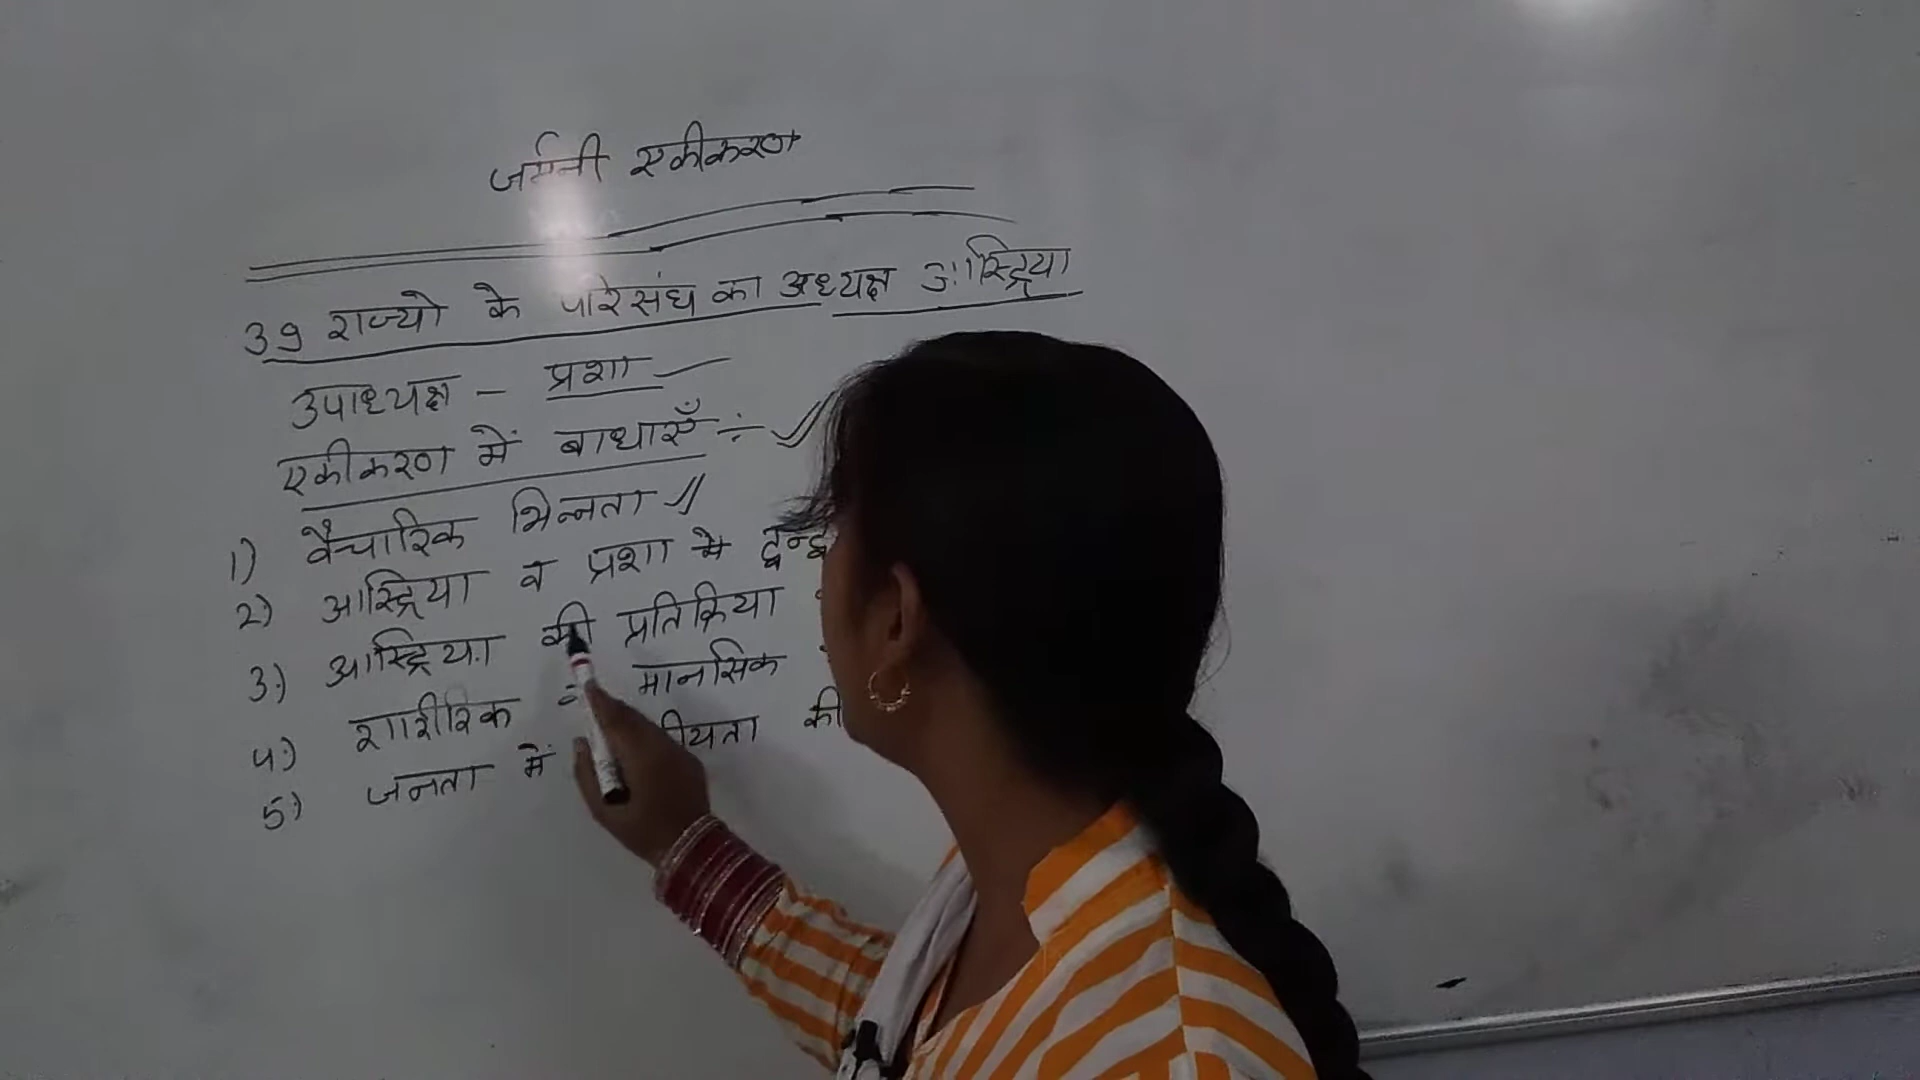 जर्मनी एकीकरण
39 राज्यो के परिसंघ का अध्यक्ष आस्ट्रिया
उपाध्यक्ष - प्रशा
एकीकरण में बाधाएँ ÷
1) वैचारिक भिन्नता
2) आस्ट्रिया व प्रशा मे द्वन्द्व
3) आस्ट्रिया की प्रतिक्रिया
4) शारीरिक मानसिक
5) जनता में की